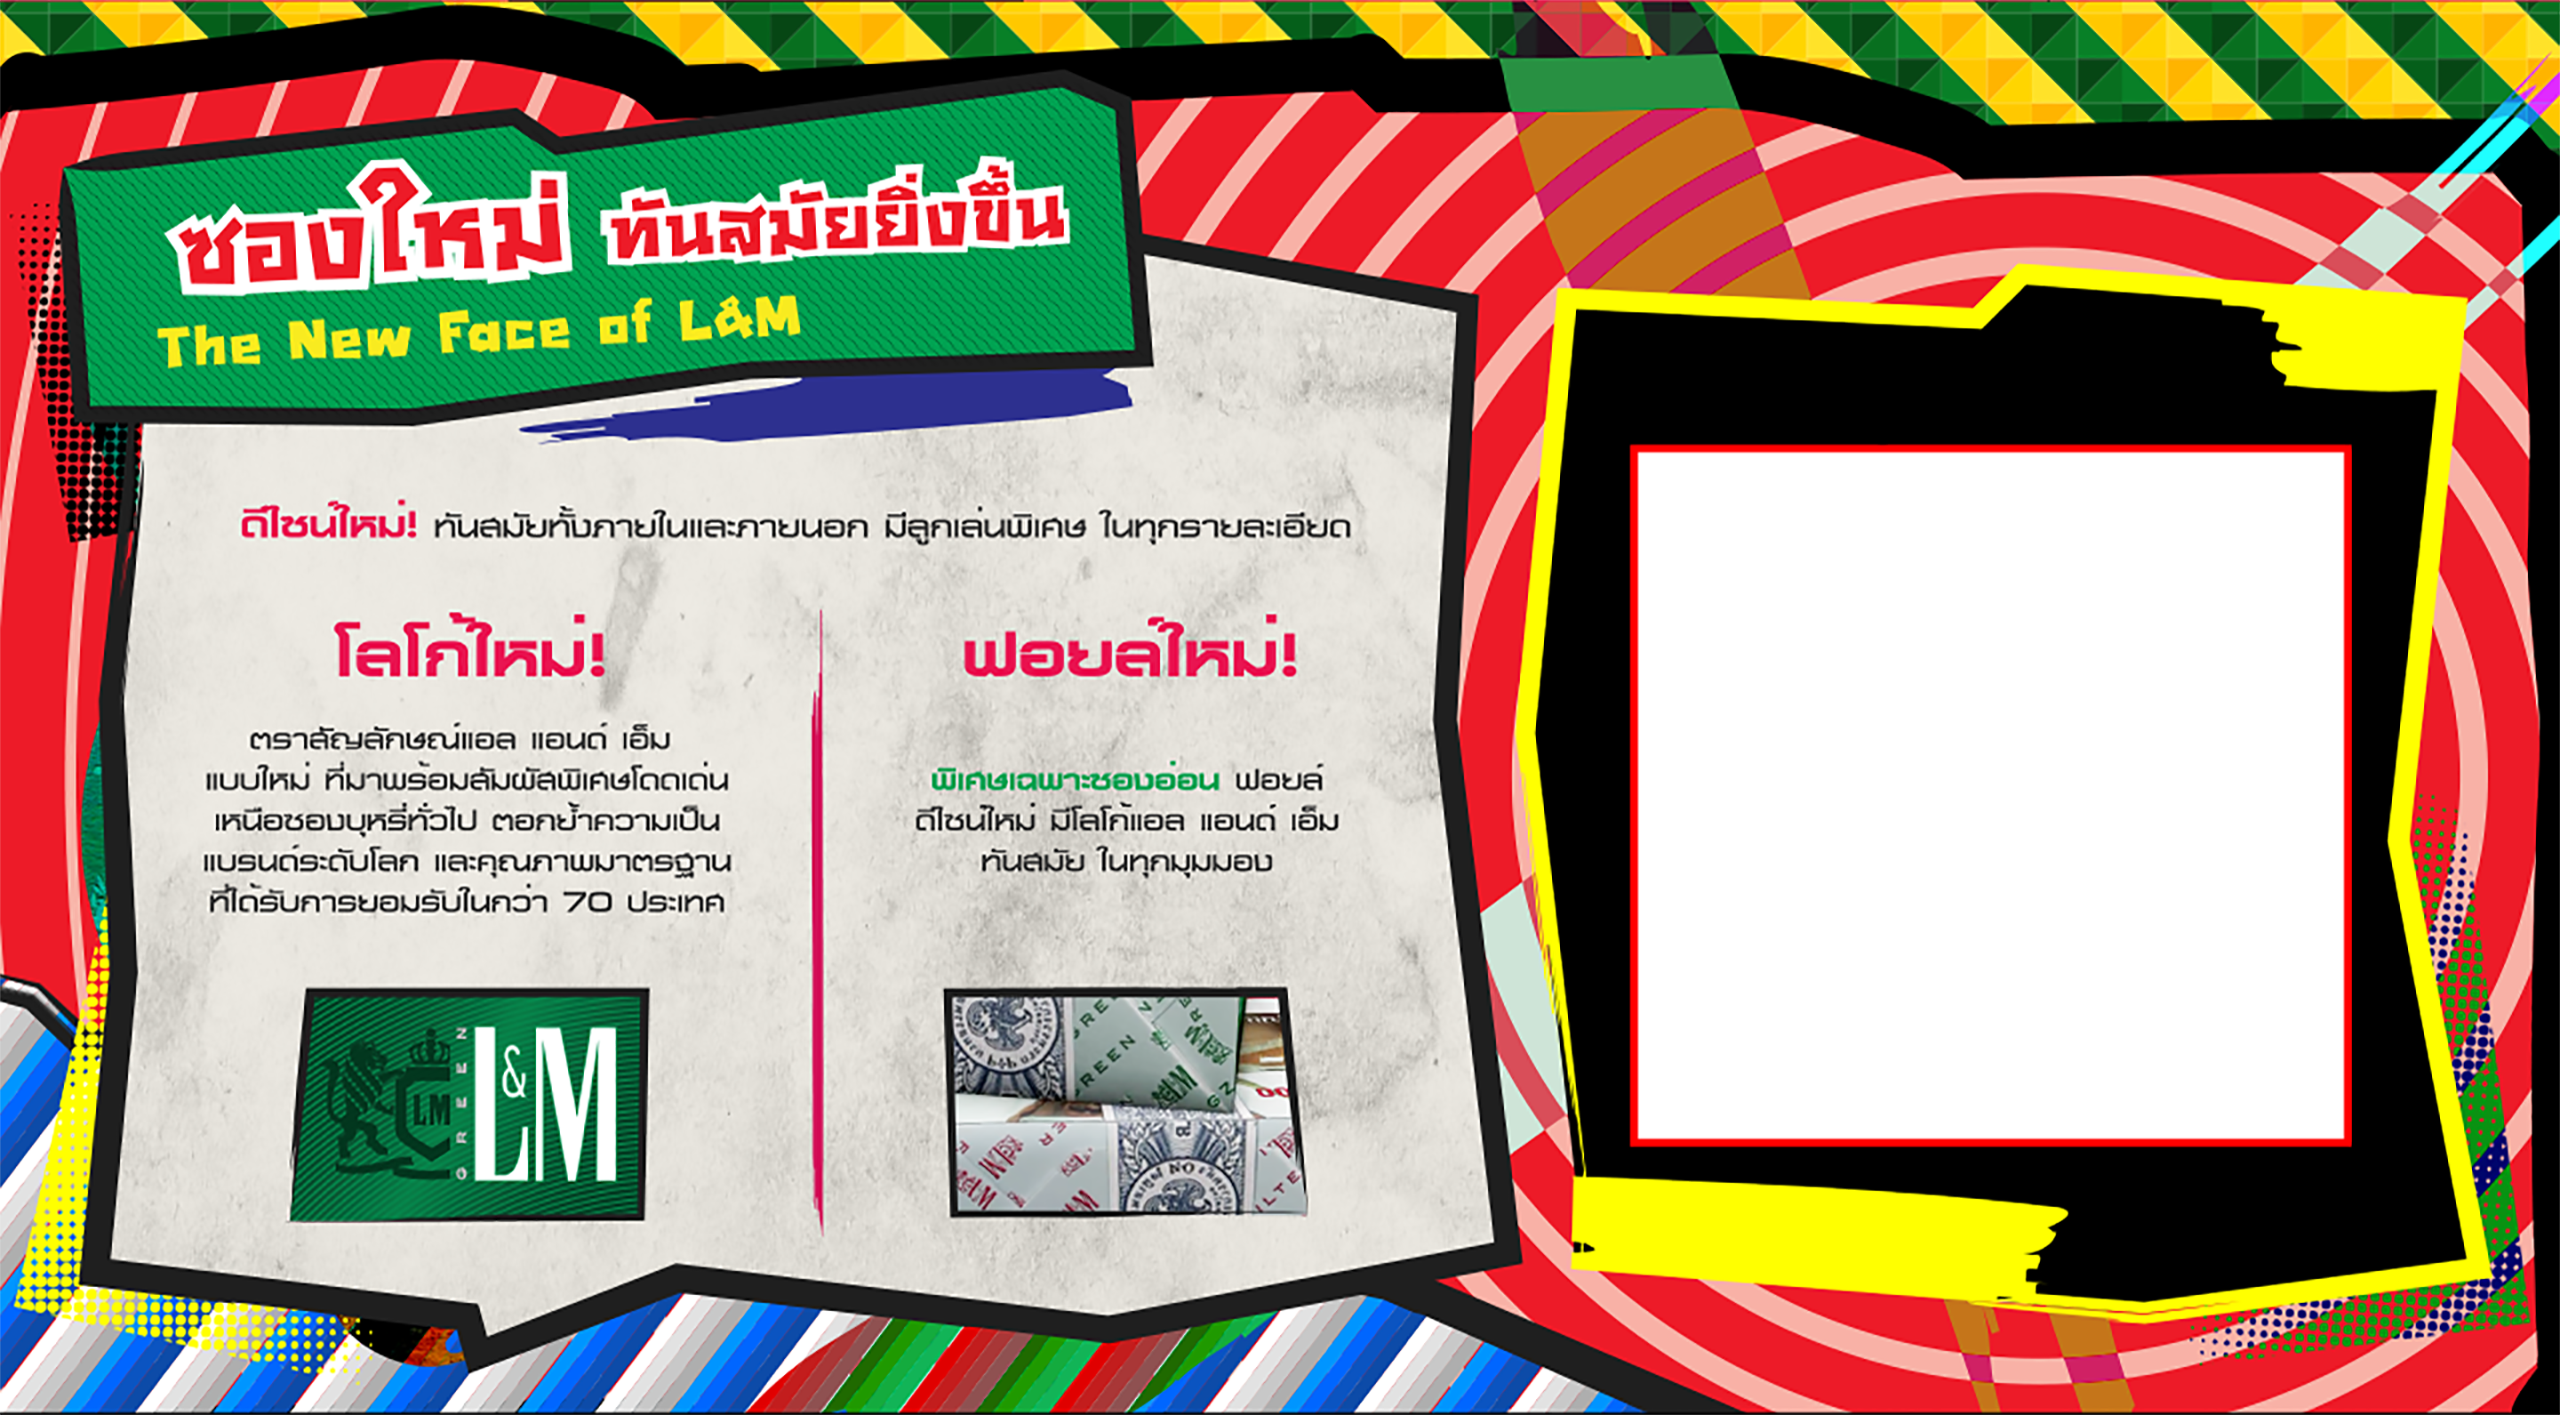 ซองใหม่ ทันสมัยยิ่งขึ้น
The New Face of L&M
ดีไซน์ใหม่! ทันสมัยทั้งภายในและภายนอก มีลูกเล่นพิเศษ ในทุกรายละเอียด
โลโก้ใหม่!
ตราสัญลักษณ์แอล แอนด์ เอ็ม
แบบใหม่ ที่มาพร้อมสัมผัสพิเศษโดดเด่น
เหนือซองบุหรี่ทั่วไป ตอกย้ำความเป็น
แบรนด์ระดับโลก และคุณภาพมาตรฐาน
ที่ได้รับการยอมรับในกว่า 70 ประเทศ
LM
GREEN
L&M
ฟอยล์ใหม่!
พิเศษเฉพาะซองอ่อน ฟอยล์
ดีไซน์ใหม่ มีโลโก้แอล แอนด์ เอ็ม
ทันสมัย ในทุกมุมมอง
GREEN
L&M